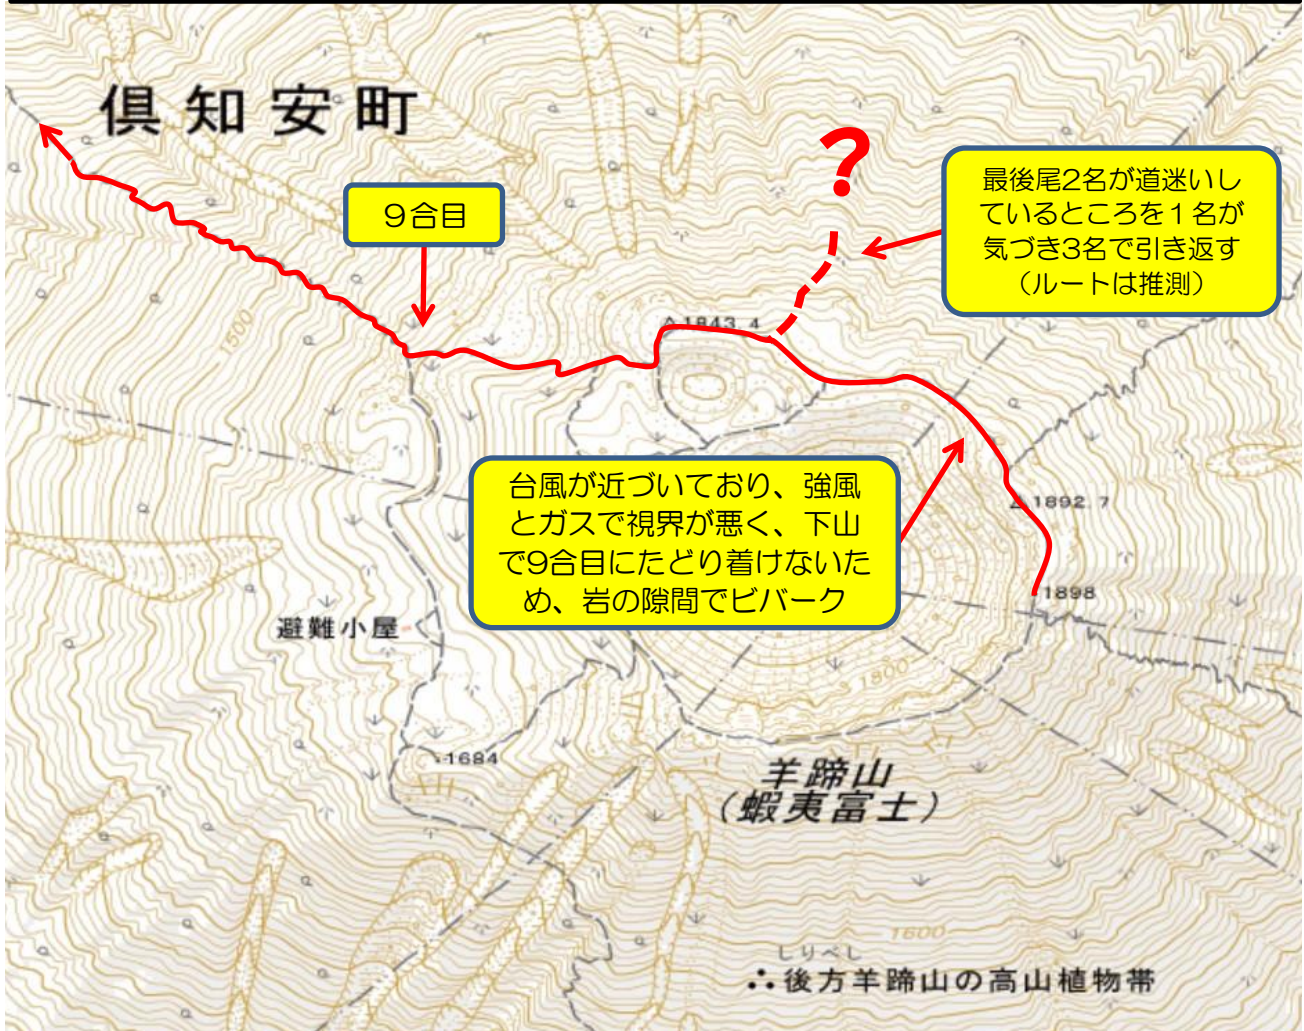 倶知安町
9合目
最後尾2名が道迷いし
ているところを1名が
気づき3名で引き返す
（ルートは推測）
?
1843.4
1500
台風が近づいており、強風
とガスで視界が悪く、下山
で9合目にたどり着けないた
め、岩の隙間でビバーク
1892.7
1898
避難小屋
1800
1684
羊蹄山
（蝦夷富士）
1600
しりべし
後方羊蹄山の高山植物帯